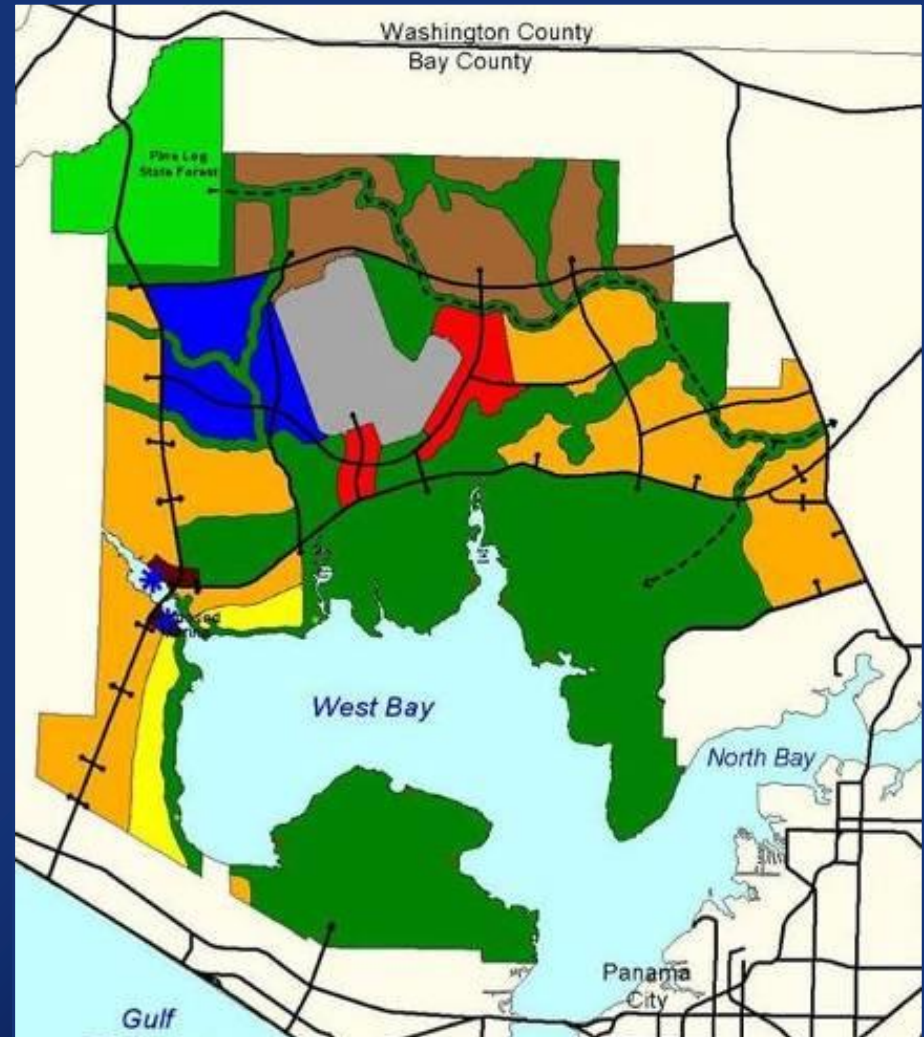 Washington County
Bay County
Pine Log
State Forest
West Bay
North Bay
Panama
City
Gulf